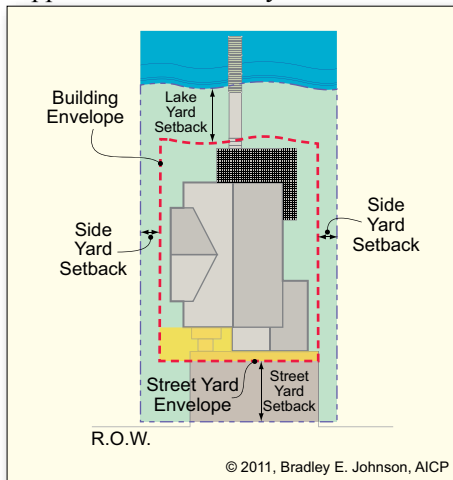 Building
Envelope
Lake
Yard
Setback
Side
Yard
Setback
Side
Yard
Setback
Street Yard
Envelope
Street
Yard
Setback
R.O.W.
© 2011, Bradley E. Johnson, AICP